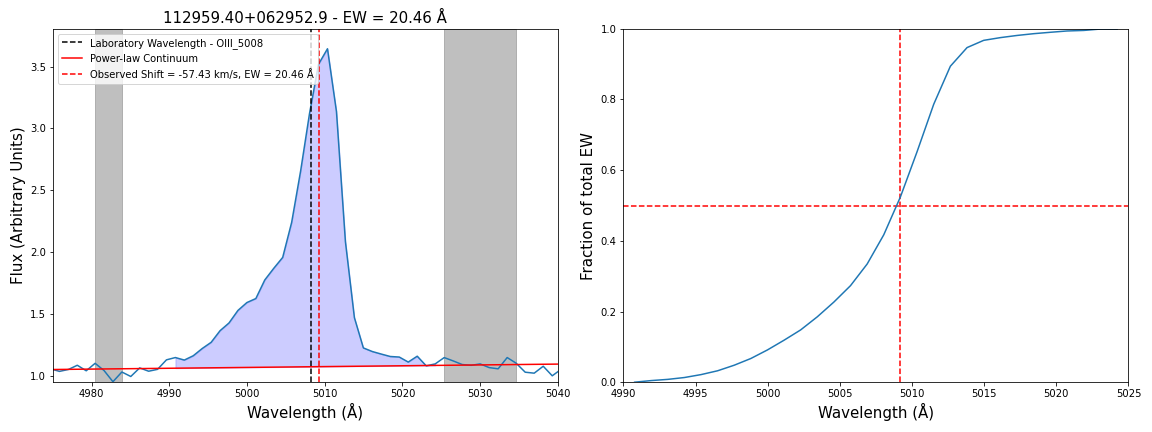 112959.40+062952.9 - EW = 20.46 Å
Laboratory Wavelength - OIII_5008
Power-law Continuum
Observed Shift = -57.43 km/s, EW = 20.46 Å
Flux (Arbitrary Units)
3.5
3.0
2.5
2.0
1.5
1.0
4980 4990 5000 5010 5020 5030 5040
Wavelength (Å)
Fraction of total EW
1.0
0.8
0.6
0.4
0.2
0.0
4990 4995 5000 5005 5010 5015 5020 5025
Wavelength (Å)